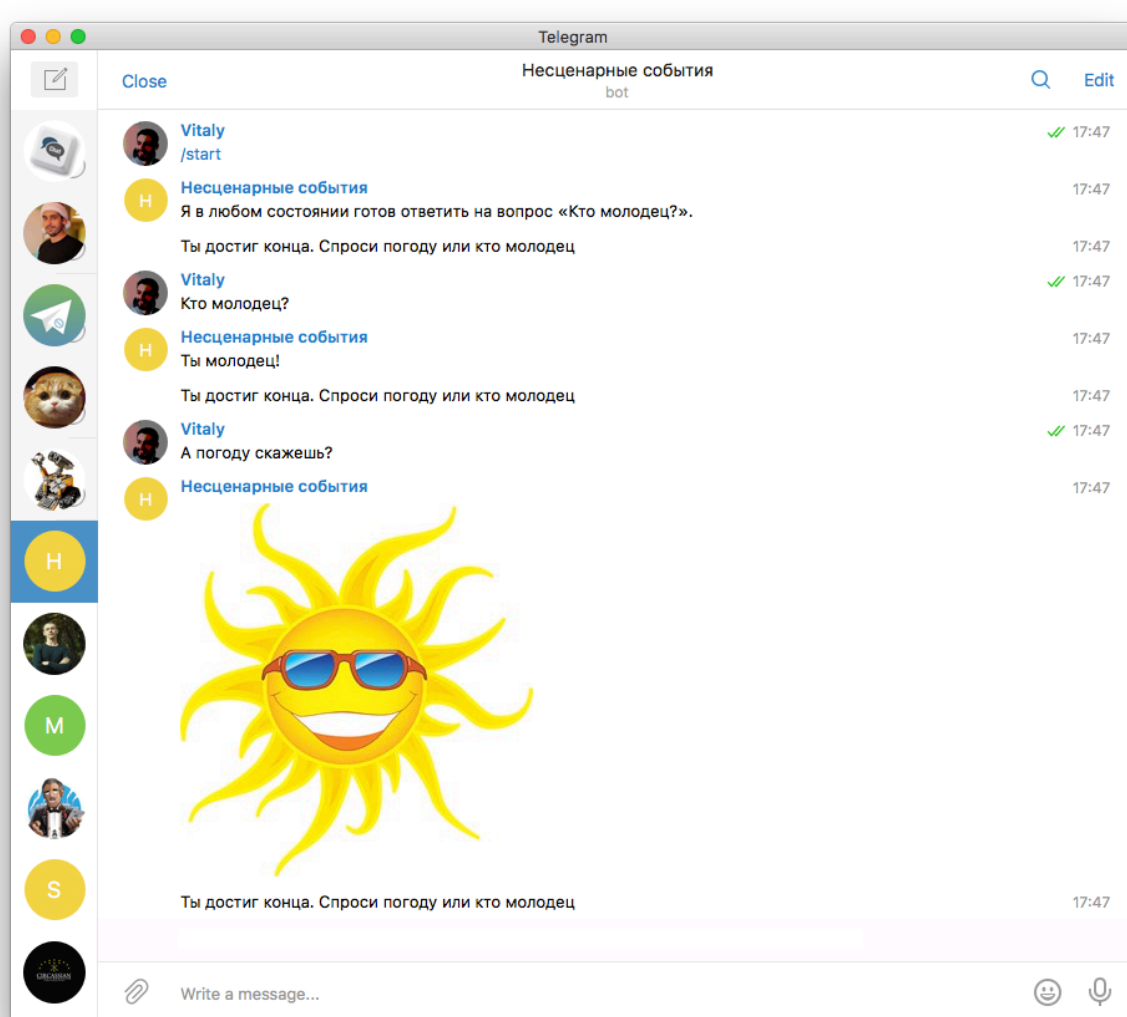 Telegram
Close
Несценарные события
bot
Edit
Vitaly
17:47
/start
Несценарные события
17:47
Я в любом состоянии готов ответить на вопрос «Кто молодец?».
Ты достиг конца. Спроси погоду или кто молодец
17:47
Vitaly
17:47
Кто молодец?
Несценарные события
17:47
Ты молодец!
Ты достиг конца. Спроси погоду или кто молодец
17:47
Vitaly
17:47
А погоду скажешь?
Несценарные события
17:47
Ты достиг конца. Спроси погоду или кто молодец
17:47
Write a message...
Chat
Н
Н
Н
Н
М
S
CIRCASSIAN